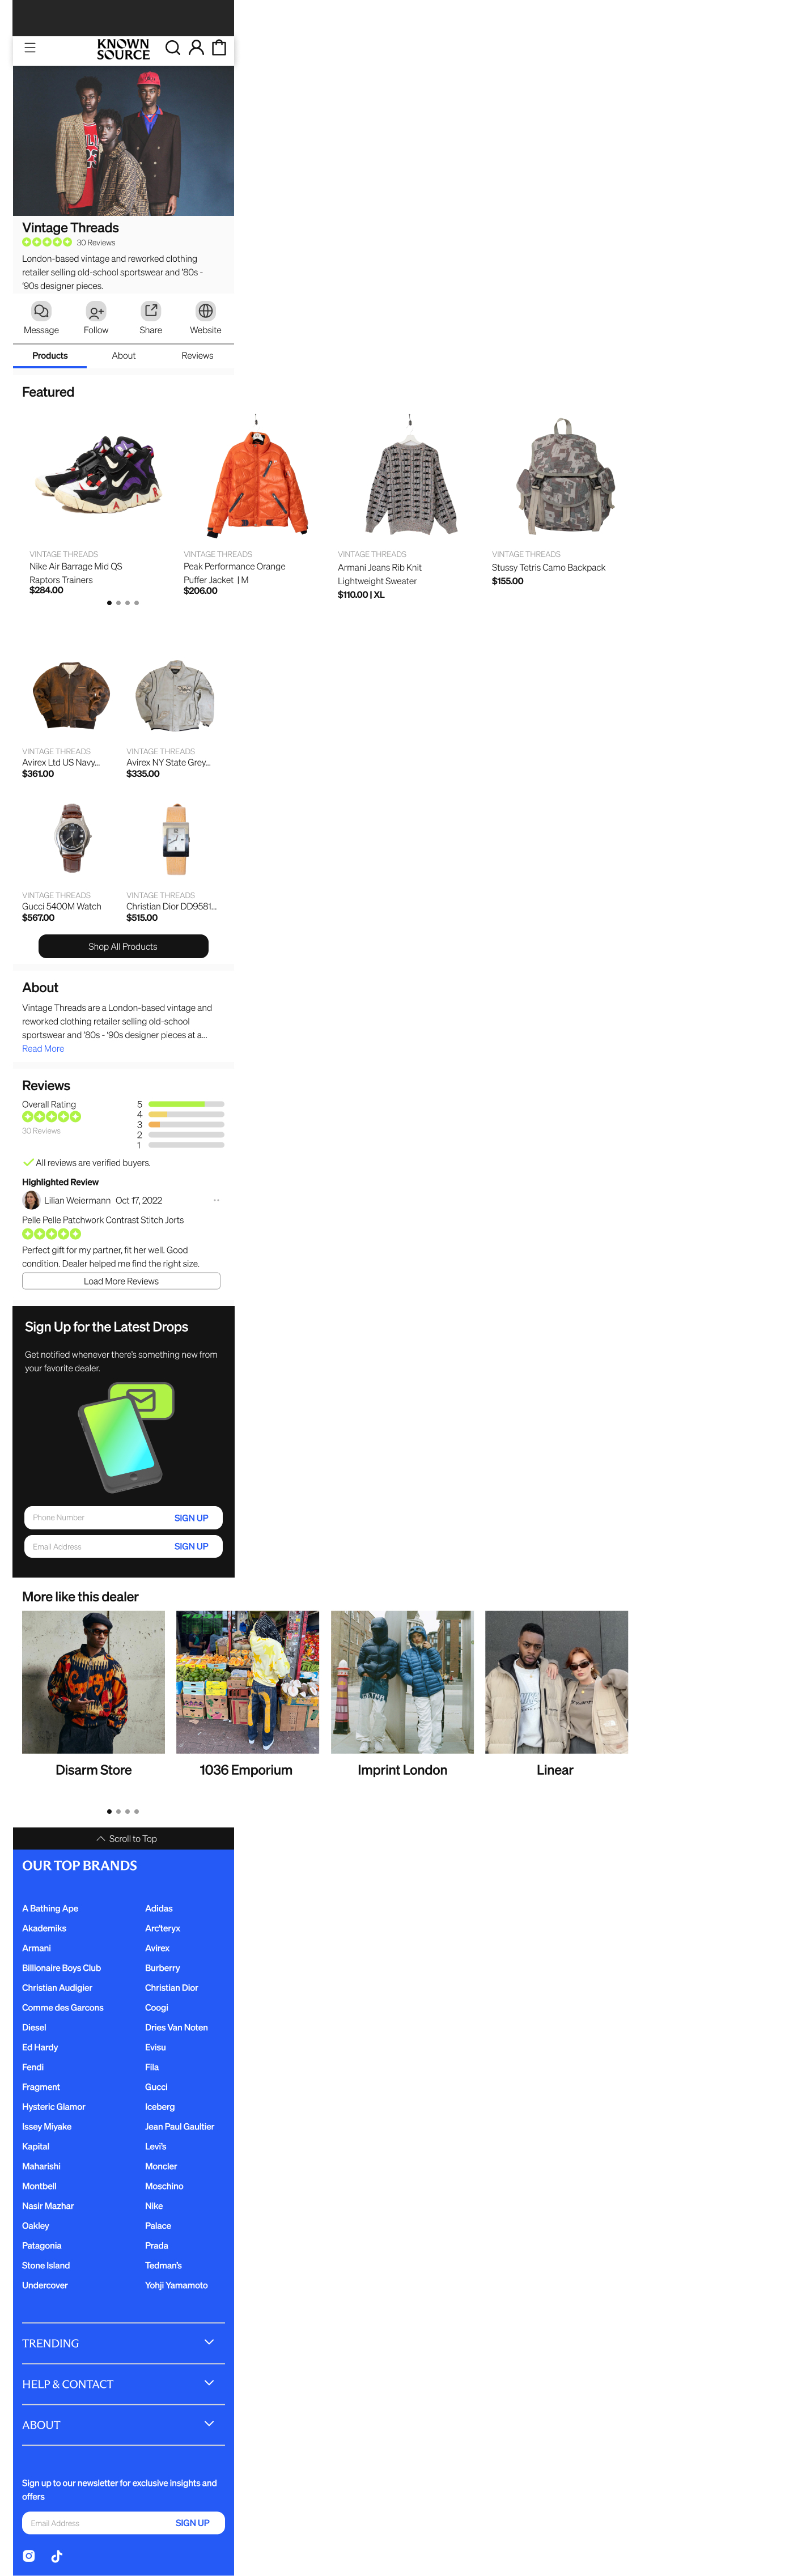 KNOWN
SOURCE
Vintage Threads
30 Reviews
London-based vintage and reworked clothing
retailer selling old-school sportswear and '80s -
'90s designer pieces.
Message
Follow
Share
Website
Products
About
Reviews
Featured
VINTAGE THREADS
Nike Air Barrage Mid QS
Raptors Trainers
$284.00
VINTAGE THREADS
Peak Performance Orange
Puffer Jacket | M
$206.00
VINTAGE THREADS
Armani Jeans Rib Knit
Lightweight Sweater
$110.00 | XL
VINTAGE THREADS
Stussy Tetris Camo Backpack
$155.00
VINTAGE THREADS
Avirex Ltd US Navy...
$361.00
VINTAGE THREADS
Avirex NY State Grey...
$335.00
VINTAGE THREADS
Gucci 5400M Watch
$567.00
VINTAGE THREADS
Christian Dior DD9581...
$515.00
Shop All Products
About
Vintage Threads are a London-based vintage and
reworked clothing retailer selling old-school
sportswear and '80s - '90s designer pieces at a...
Read More
Reviews
Overall Rating
30 Reviews
5
4
3
2
1
All reviews are verified buyers.
Highlighted Review
Lilian Weiermann Oct 17, 2022
Pelle Pelle Patchwork Contrast Stitch Jorts
Perfect gift for my partner, fit her well. Good
condition. Dealer helped me find the right size.
Load More Reviews
Sign Up for the Latest Drops
Get notified whenever there's something new from
your favorite dealer.
Phone Number
SIGN UP
Email Address
SIGN UP
More like this dealer
Disarm Store
1036 Emporium
Imprint London
Linear
Scroll to Top
OUR TOP BRANDS
A Bathing Ape
Adidas
Akademiks
Arc'teryx
Armani
Avirex
Billionaire Boys Club
Burberry
Christian Audigier
Christian Dior
Comme des Garcons
Coogi
Diesel
Dries Van Noten
Ed Hardy
Evisu
Fendi
Fila
Fragment
Gucci
Hysteric Glamor
Iceberg
Issey Miyake
Jean Paul Gaultier
Kapital
Levi's
Maharishi
Moncler
Montbell
Moschino
Nasir Mazhar
Nike
Oakley
Palace
Patagonia
Prada
Stone Island
Tedman's
Undercover
Yohji Yamamoto
TRENDING
HELP & CONTACT
ABOUT
Sign up to our newsletter for exclusive insights and
offers
Email Address
SIGN UP